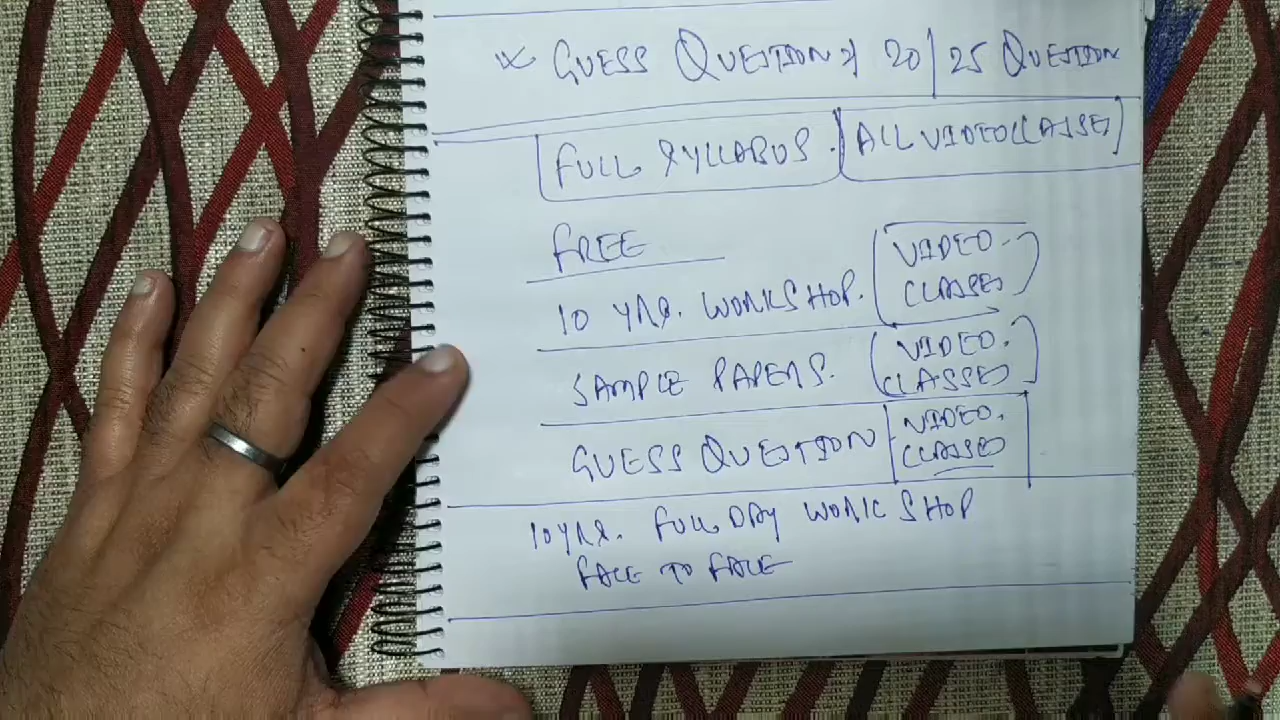 * GUESS QUESTION => 20 | 25 QUESTION
FULL SYLLABUS. ALL VIDEO CLASSES
FREE
10 YRS. WORKSHOP. VIDEO.
CLASSES
SAMPLE PAPERS. VIDEO.
CLASSES
GUESS QUESTION VIDEO.
CLASSES
10 YRS. FULL DAY WORKSHOP
FACE TO FACE